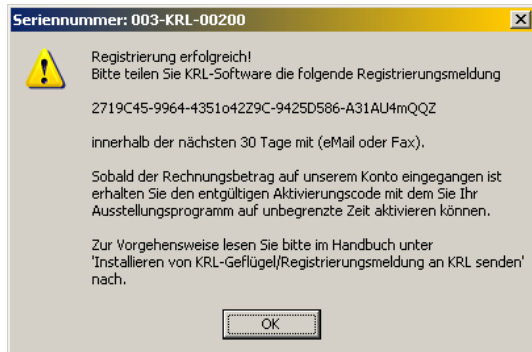 Seriennummer: 003-KRL-00200
Registrierung erfolgreich!
Bitte teilen Sie KRL-Software die folgende Registrierungsmeldung
2719C45-9964-4351o42Z9C-9425D586-A31AU4mQQZ
innerhalb der nächsten 30 Tage mit (eMail oder Fax).
Sobald der Rechnungsbetrag auf unserem Konto eingegangen ist
erhalten Sie den entgültigen Aktivierungscode mit dem Sie Ihr
Ausstellungsprogramm auf unbegrenzte Zeit aktivieren können.
Zur Vorgehensweise lesen Sie bitte im Handbuch unter
'Installieren von KRL-Geflügel/Registrierungsmeldung an KRL senden'
nach.
OK